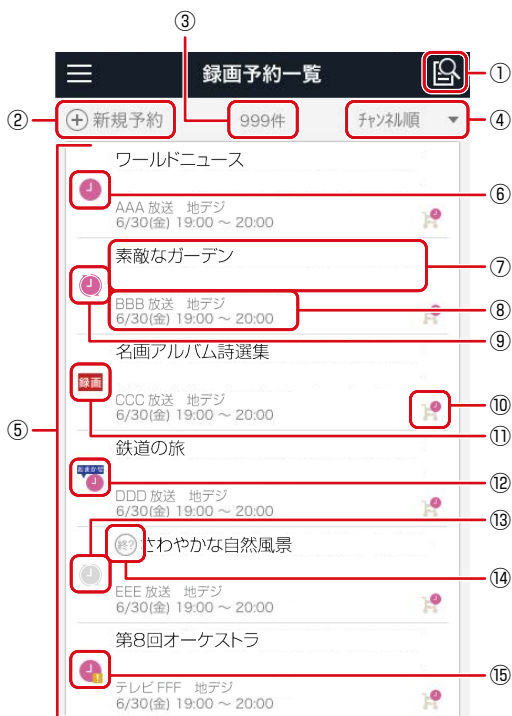 ③
録画予約一覧
①
②
新規予約
999件
チャンネル順
④
ワールドニュース
⑥
AAA 放送 地デジ
6/30(金) 19:00 ～ 20:00
素敵なガーデン
⑦
BBB 放送 地デジ
6/30(金) 19:00 ～ 20:00
⑧
⑨
名画アルバム詩選集
録画
CCC 放送 地デジ
6/30(金) 19:00 ～ 20:00
⑩
⑤
⑪
鉄道の旅
おまかせ
⑫
DDD 放送 地デジ
6/30(金) 19:00 ～ 20:00
⑬
終?
さわやかな自然風景
⑭
EEE 放送 地デジ
6/30(金) 19:00 ～ 20:00
第8回オーケストラ
⑮
テレビ FFF 地デジ
6/30(金) 19:00 ～ 20:00